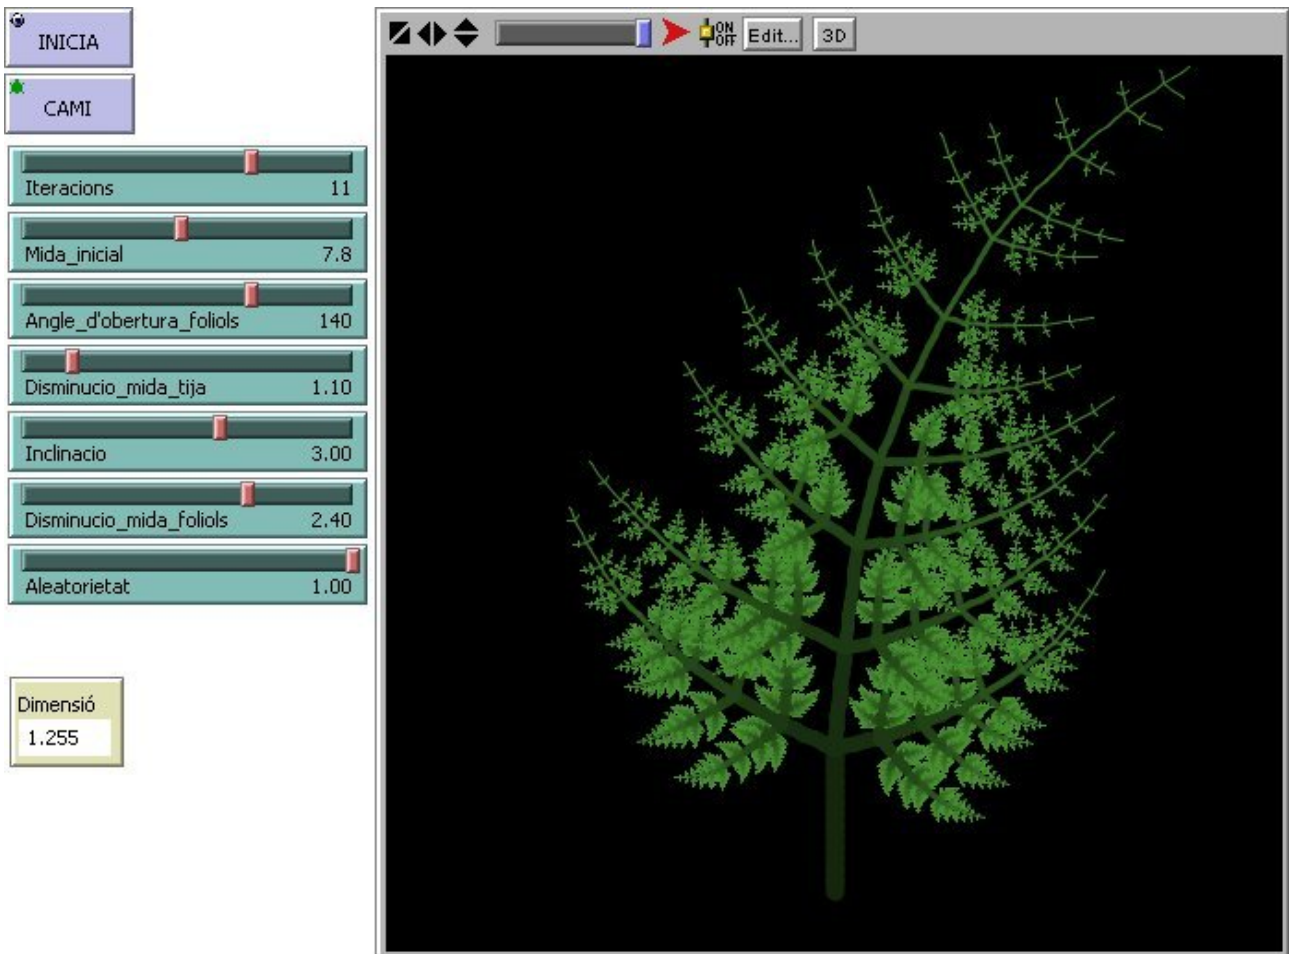 INICIA
CAMI
Iteracions 11
Mida_inicial 7.8
Angle_d'obertura_foliols 140
Disminucio_mida_tija 1.10
Inclinacio 3.00
Disminucio_mida_foliols 2.40
Aleatorietat 1.00
Dimensió
1.255
ON
OFF
Edit...
3D